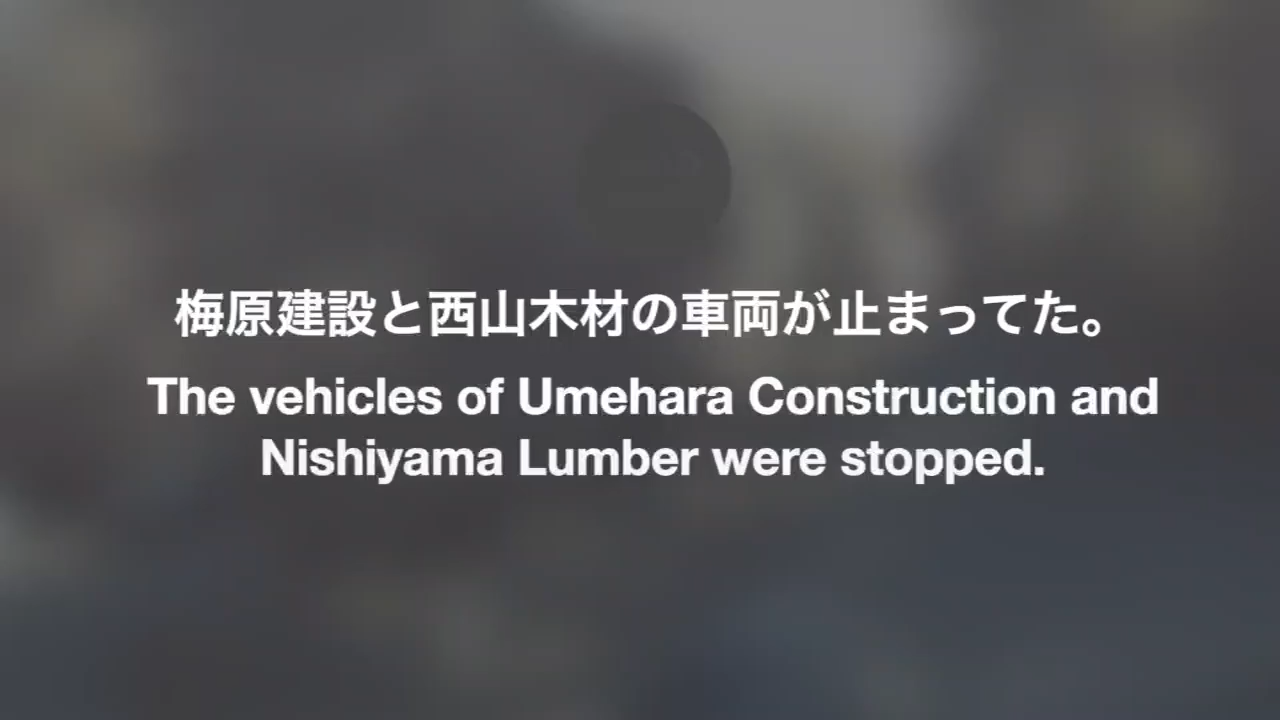 梅原建設と西山木材の車両が止まってた。
The vehicles of Umehara Construction and
Nishiyama Lumber were stopped.